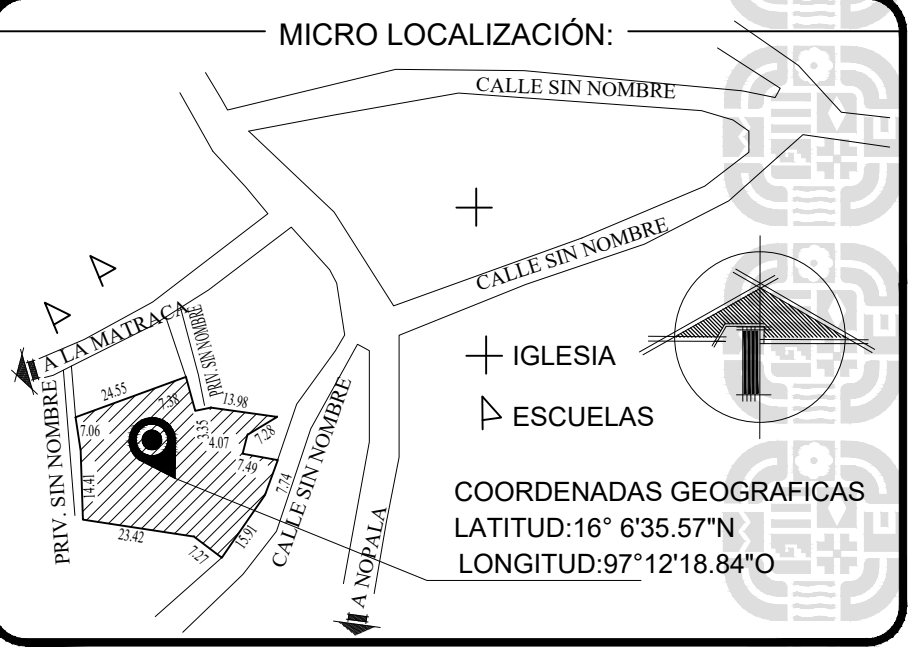 MICRO LOCALIZACIÓN:
CALLE SIN NOMBRE
CALLE SIN NOMBRE
A LA MATRACA
PRIV. SIN NOMBRE
IGLESIA
24.55
7.38
13.98
ESCUELAS
7.06
3.35
4.07
7.28
7.49
PRIV. SIN NOMBRE
14.41
7.74
CALLE SIN NOMBRE
COORDENADAS GEOGRAFICAS
LATITUD:16° 6'35.57"N
LONGITUD:97°12'18.84"O
23.42
7.27
15.91
A NOPALA